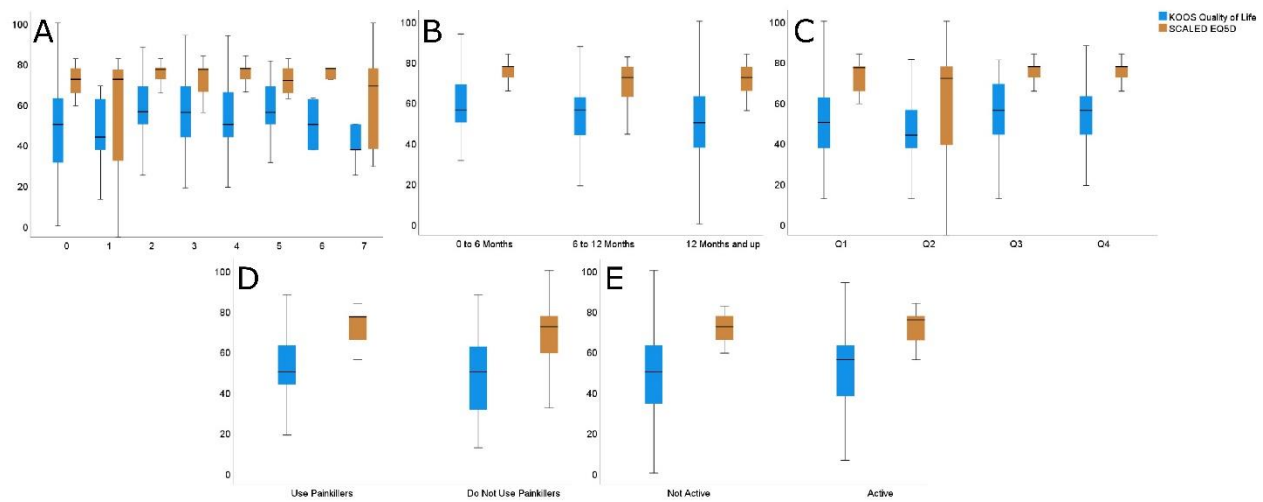 A
B
C
KOOS Quality of Life
SCALED EQ5D
100
80
60
40
20
0
100
80
60
40
20
0
100
80
60
40
20
0
0 1 2 3 4 5 6 7
0 to 6 Months 6 to 12 Months 12 Months and up
Q1 Q2 Q3 Q4
D
E
100
80
60
40
20
0
100
80
60
40
20
0
Use Painkillers Do Not Use Painkillers
Not Active Active